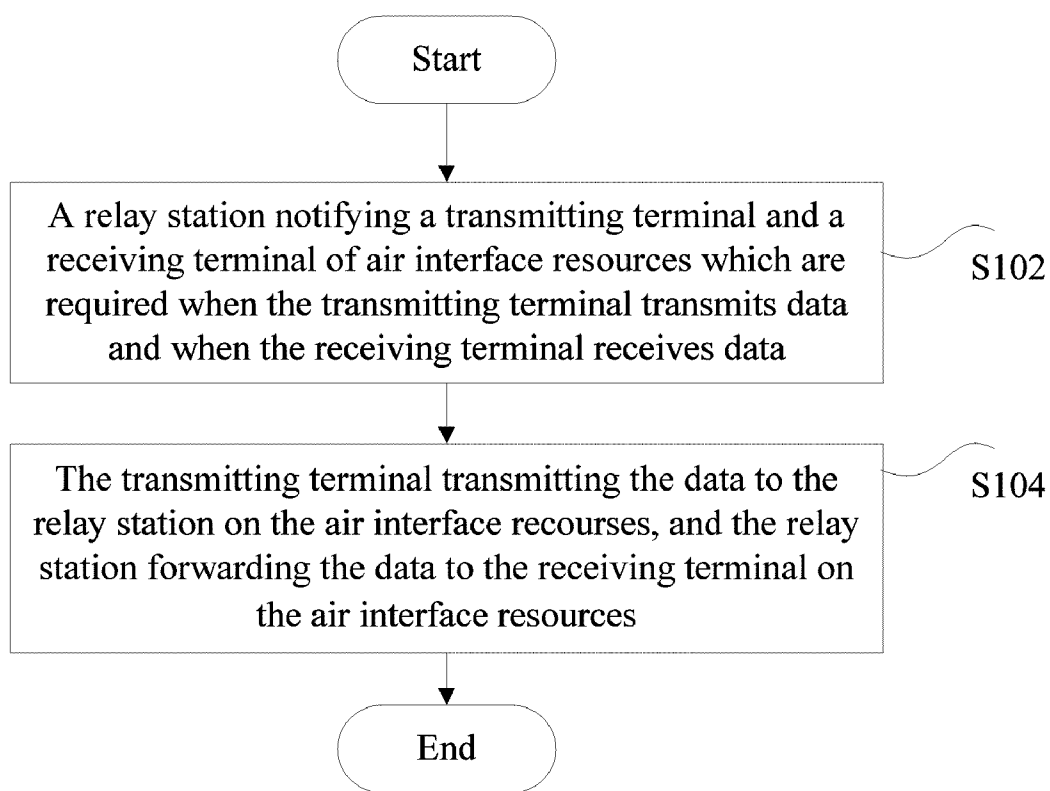 Start
A relay station notifying a transmitting terminal and a
receiving terminal of air interface resources which are
required when the transmitting terminal transmits data
and when the receiving terminal receives data
S102
The transmitting terminal transmitting the data to the
relay station on the air interface recourses, and the relay
station forwarding the data to the receiving terminal on
the air interface resources
S104
End